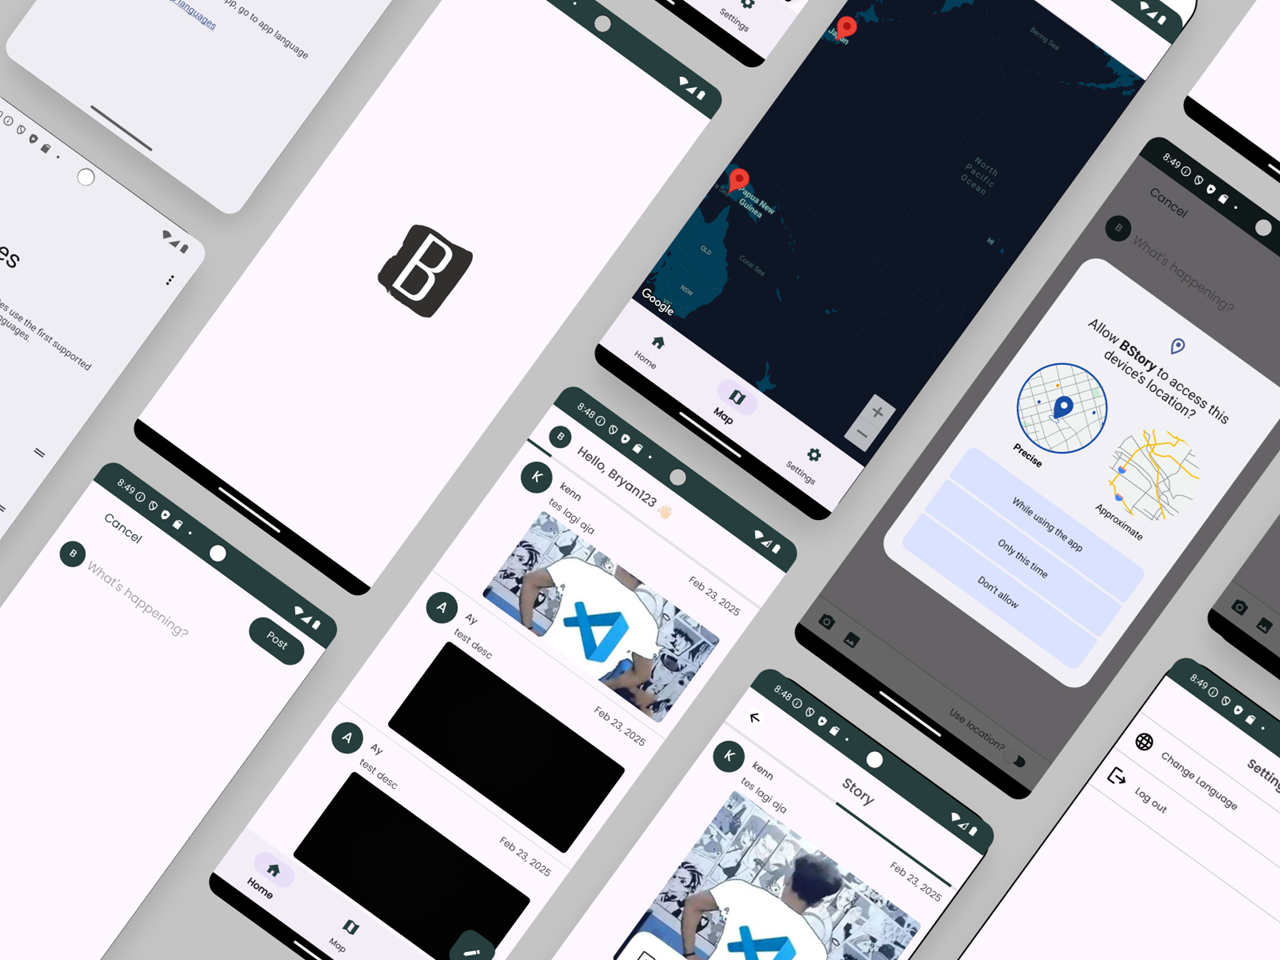 app, go to app language
languages
es
es use the first supported
nguages.
B
Settings
Japan
Bering Sea
North
Pacific
Ocean
Papua New
Guinea
HI
QLD
Coral Sea
NSW
Google
Home
Map
Settings
+
−
8:49
Cancel
B
What's happening?
Allow BStory to access this
device's location?
Precise
Approximate
While using the app
Only this time
Don't allow
Use location?
8:49
Cancel
B
What's happening?
Post
8:48
B
Hello, Bryan123 👋🏻
K
kenn
tes lagi aja
Feb 23, 2025
A
Ay
test desc
Feb 23, 2025
A
Ay
test desc
Feb 23, 2025
Home
Map
8:48
Story
K
kenn
tes lagi aja
Feb 23, 2025
8:49
Setting
Change Language
Log out